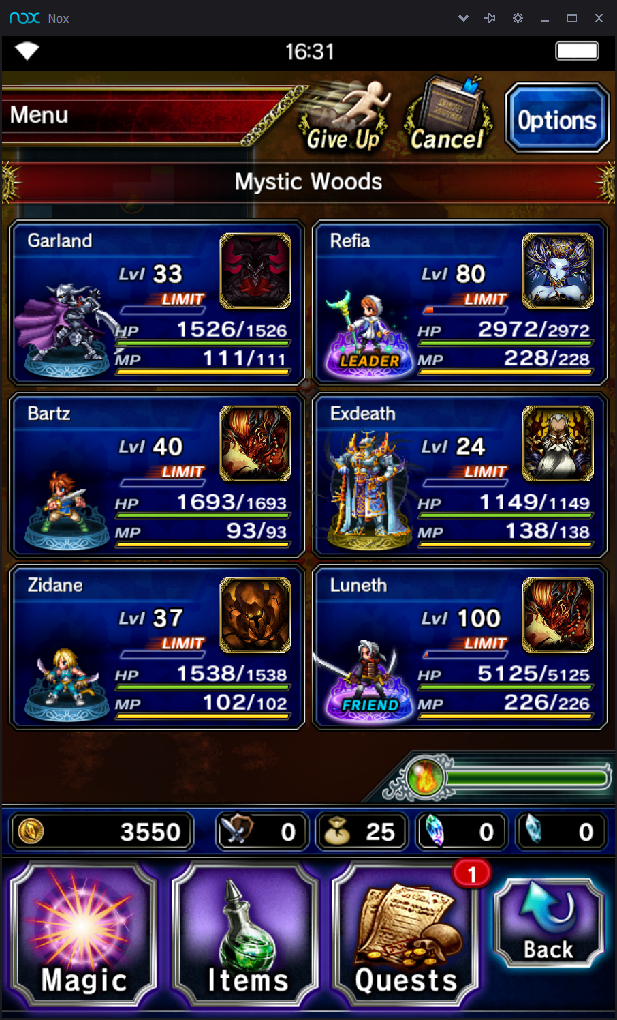 nox Nox
16:31
Menu
Give Up
Cancel
Options
Mystic Woods
Garland
Lvl 33
LIMIT
HP 1526/1526
MP 111/111
Refia
Lvl 80
LIMIT
LEADER
HP 2972/2972
MP 228/228
Bartz
Lvl 40
LIMIT
HP 1693/1693
MP 93/93
Exdeath
Lvl 24
LIMIT
HP 1149/1149
MP 138/138
Zidane
Lvl 37
LIMIT
HP 1538/1538
MP 102/102
Luneth
Lvl 100
LIMIT
FRIEND
HP 5125/5125
MP 226/226
3550
0
25
0
0
Magic
Items
1
Quests
Back